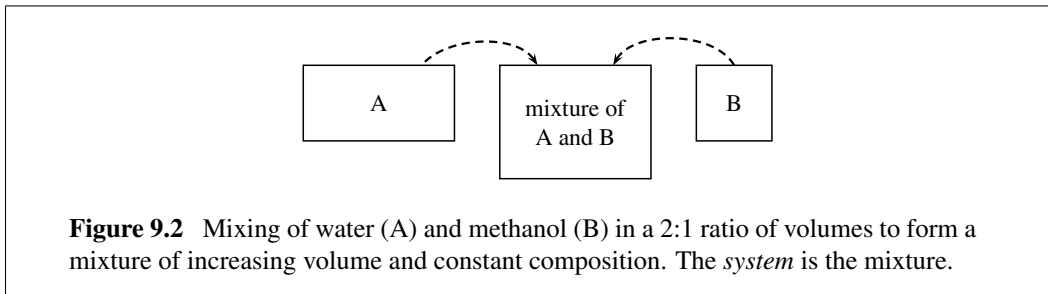 A
mixture of
A and B
B
Figure 9.2 Mixing of water (A) and methanol (B) in a 2:1 ratio of volumes to form a
mixture of increasing volume and constant composition. The system is the mixture.